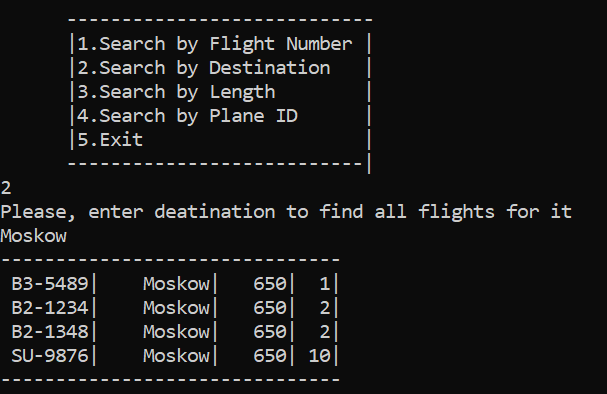 ----------------------------
|1.Search by Flight Number |
|2.Search by Destination   |
|3.Search by Length        |
|4.Search by Plane ID      |
|5.Exit                    |
---------------------------|
2
Please, enter deatination to find all flights for it
Moskow
-------------------------------
 B3-5489|    Moskow|   650|  1|
 B2-1234|    Moskow|   650|  2|
 B2-1348|    Moskow|   650|  2|
 SU-9876|    Moskow|   650| 10|
-------------------------------